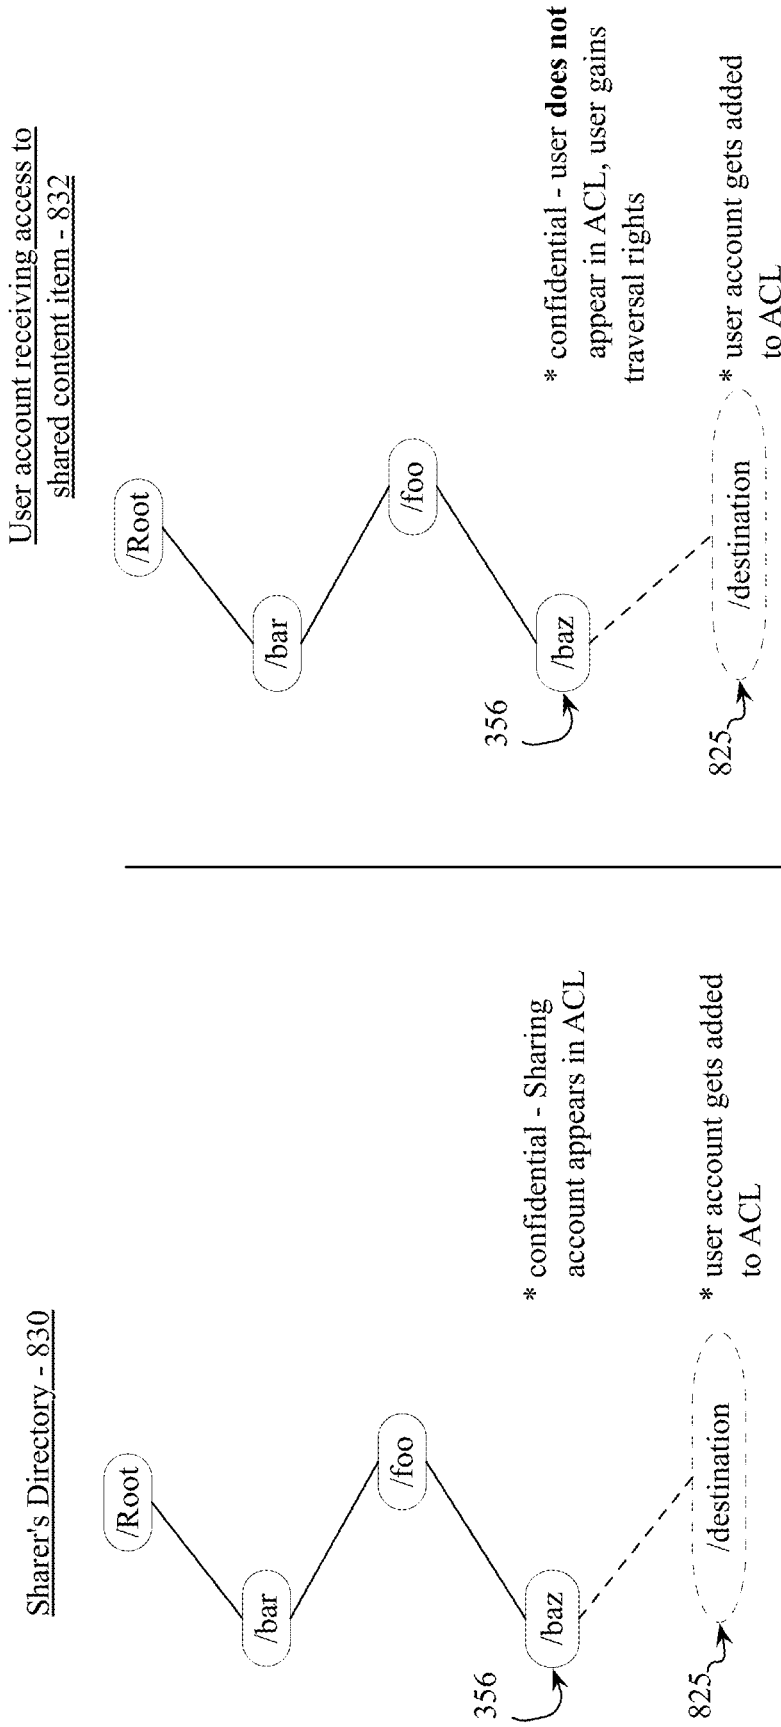 Sharer's Directory - 830
/Root
/bar
/foo
356
/baz
* confidential - Sharing
account appears in ACL
825
/destination
* user account gets added
to ACL
User account receiving access to
shared content item - 832
/Root
/bar
/foo
356
/baz
* confidential - user does not
appear in ACL, user gains
traversal rights
825
/destination
* user account gets added
to ACL